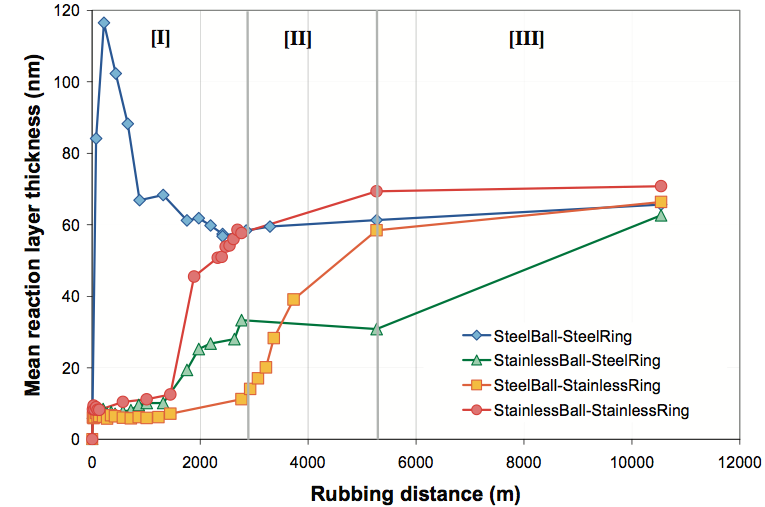 Mean reaction layer thickness (nm)
120
100
80
60
40
20
0
[I]
[II]
[III]
SteelBall-SteelRing
StainlessBall-SteelRing
SteelBall-StainlessRing
StainlessBall-StainlessRing
0
2000
4000
6000
8000
10000
12000
Rubbing distance (m)